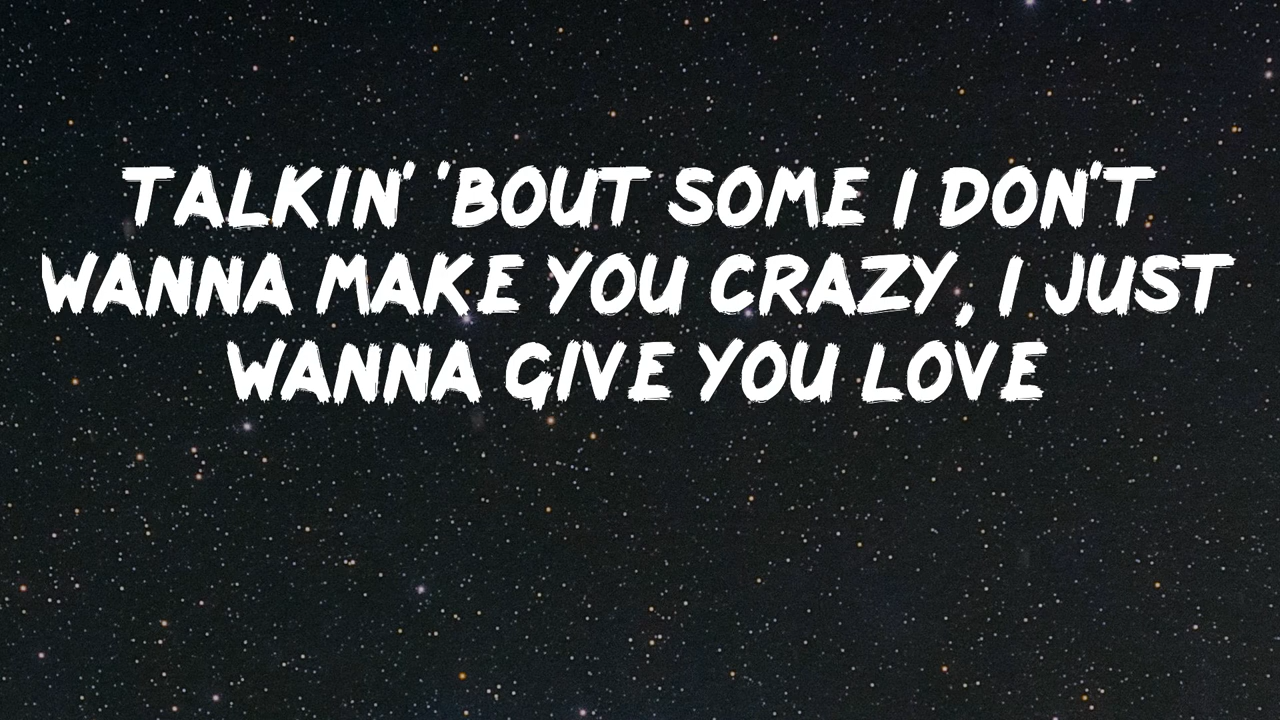 TALKIN' 'BOUT SOME I DON'T
WANNA MAKE YOU CRAZY, I JUST
WANNA GIVE YOU LOVE